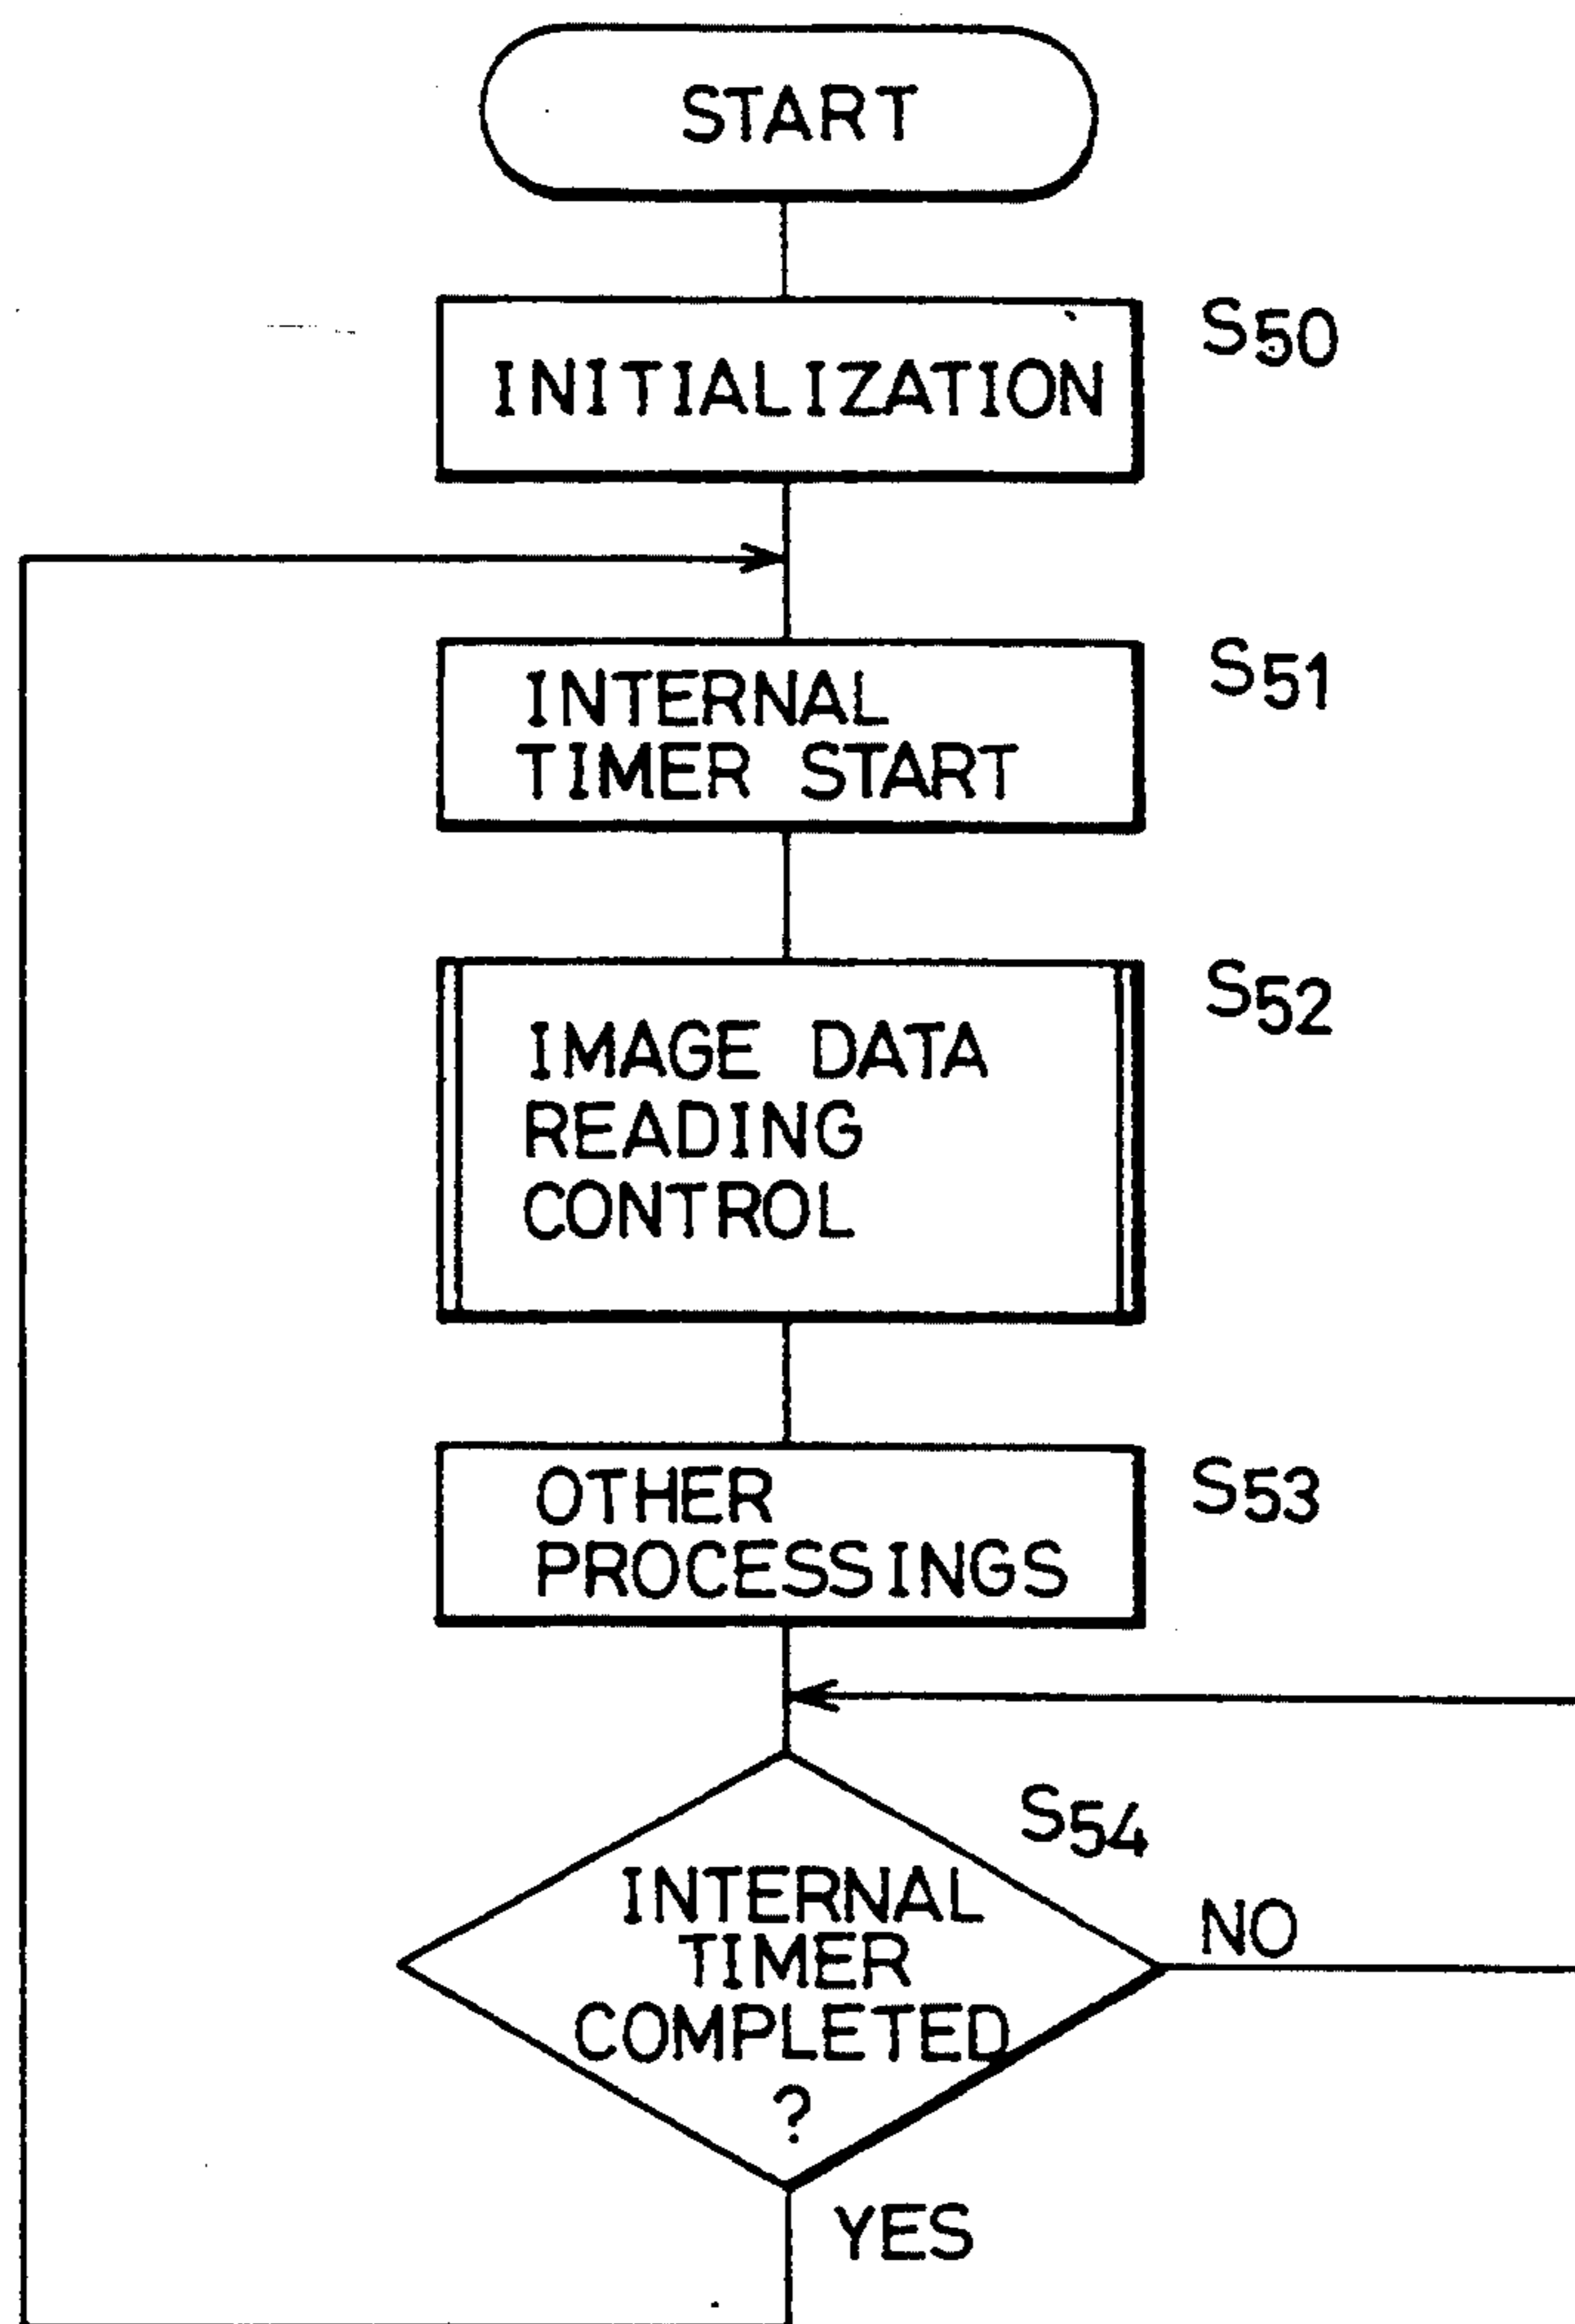 START
INITIALIZATION
S50
INTERNAL
TIMER START
S51
IMAGE DATA
READING
CONTROL
S52
OTHER
PROCESSINGS
S53
S54
INTERNAL
TIMER
COMPLETED
?
NO
YES